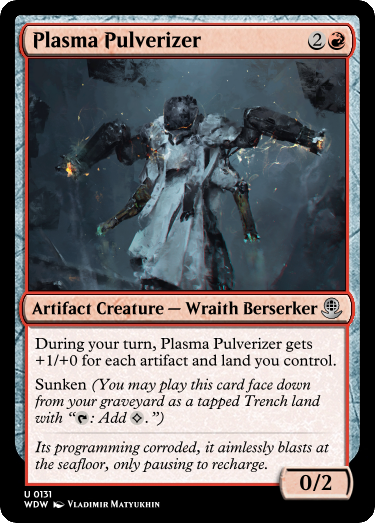 Plasma Pulverizer 2
Artifact Creature — Wraith Berserker
During your turn, Plasma Pulverizer gets
+1/+0 for each artifact and land you control.
Sunken (You may play this card face down
from your graveyard as a tapped Trench land
with “: Add .”)
Its programming corroded, it aimlessly blasts at
the seafloor, only pausing to recharge.
0/2
U 0131
WDW Vladimir Matyukhin